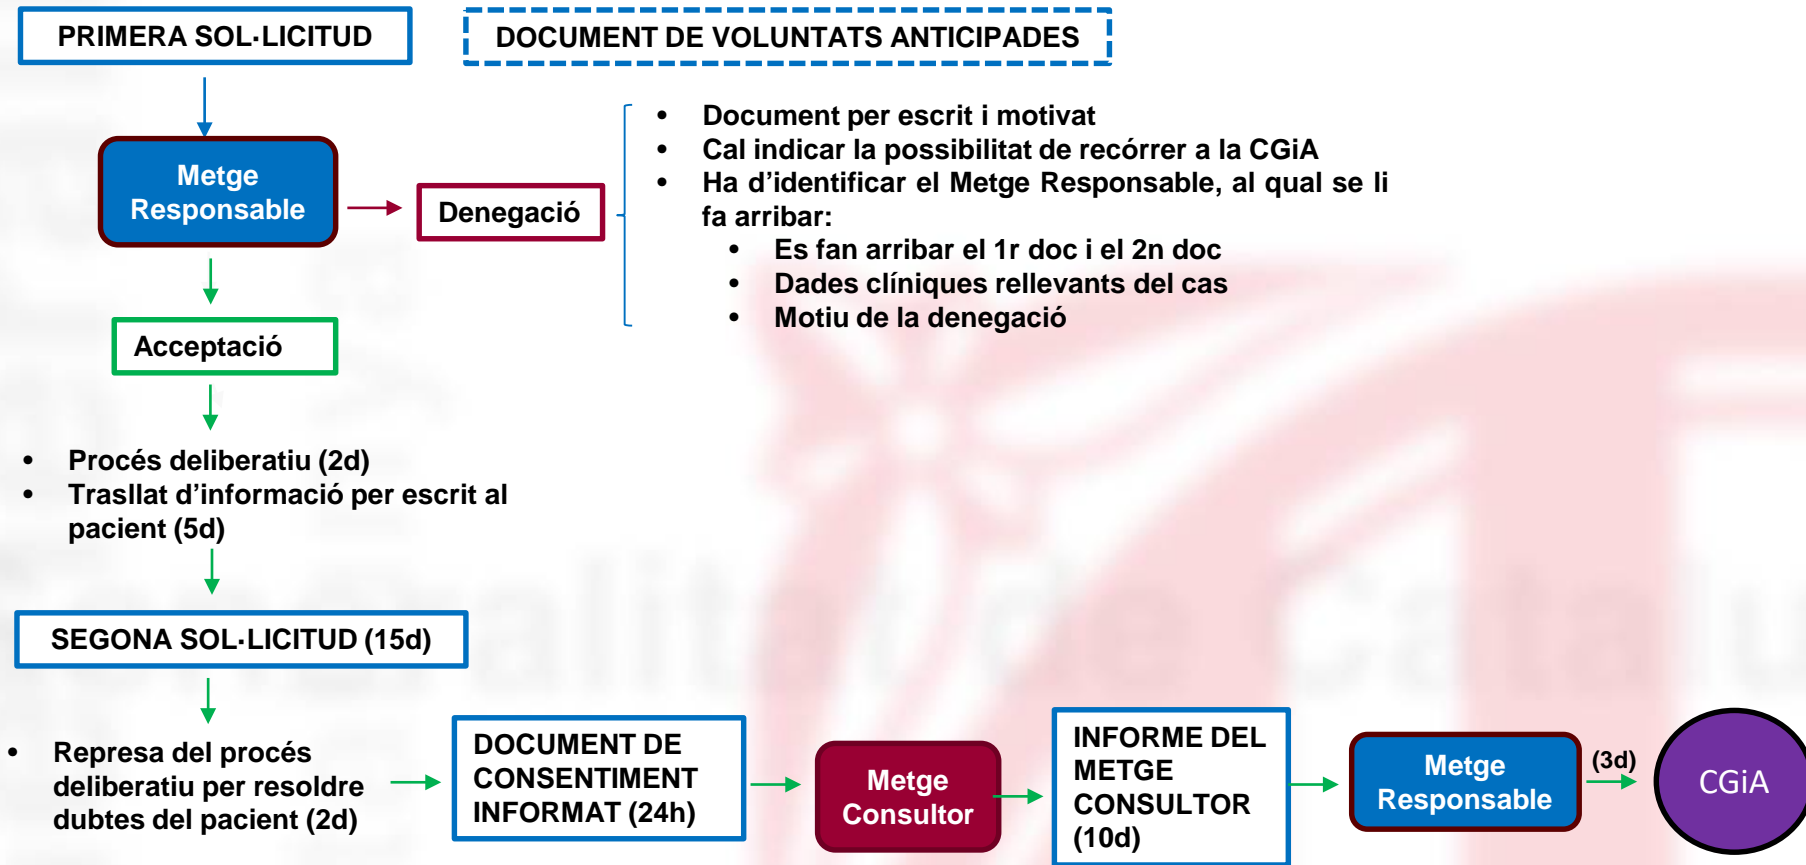 PRIMERA SOL·LICITUD
DOCUMENT DE VOLUNTATS ANTICIPADES
Metge
Responsable
Denegació
• Document per escrit i motivat
• Cal indicar la possibilitat de recórrer a la CGiA
• Ha d’identificar el Metge Responsable, al qual se li
fa arribar:
• Es fan arribar el 1r doc i el 2n doc
• Dades clíniques rellevants del cas
• Motiu de la denegació
Acceptació
• Procés deliberatiu (2d)
• Trasllat d’informació per escrit al
pacient (5d)
SEGONA SOL·LICITUD (15d)
• Represa del procés
deliberatiu per resoldre
dubtes del pacient (2d)
DOCUMENT DE
CONSENTIMENT
INFORMAT (24h)
Metge
Consultor
INFORME DEL
METGE
CONSULTOR
(10d)
Metge
Responsable
(3d)
CGiA
Generalitat de Catalu